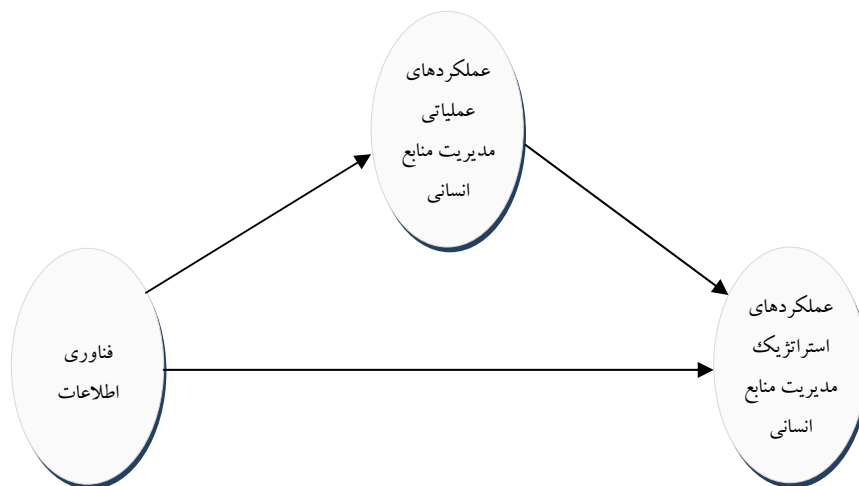 عملکردهای
عملیاتی
مدیریت منابع
انسانی
عملکردهای
استراتژیک
مدیریت منابع
انسانی
فناوری
اطلاعات